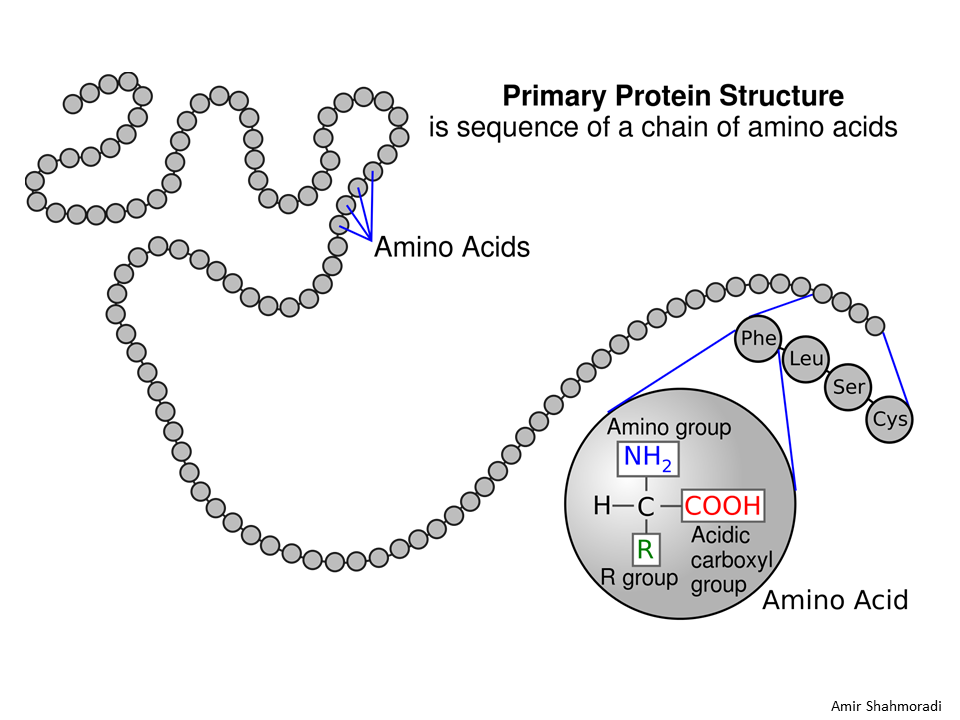 Primary Protein Structure
is sequence of a chain of amino acids
Amino Acids
Phe
Leu
Ser
Cys
Amino group
NH2
H C COOH
R
Acidic
carboxyl
group
R group
Amino Acid
Amir Shahmoradi